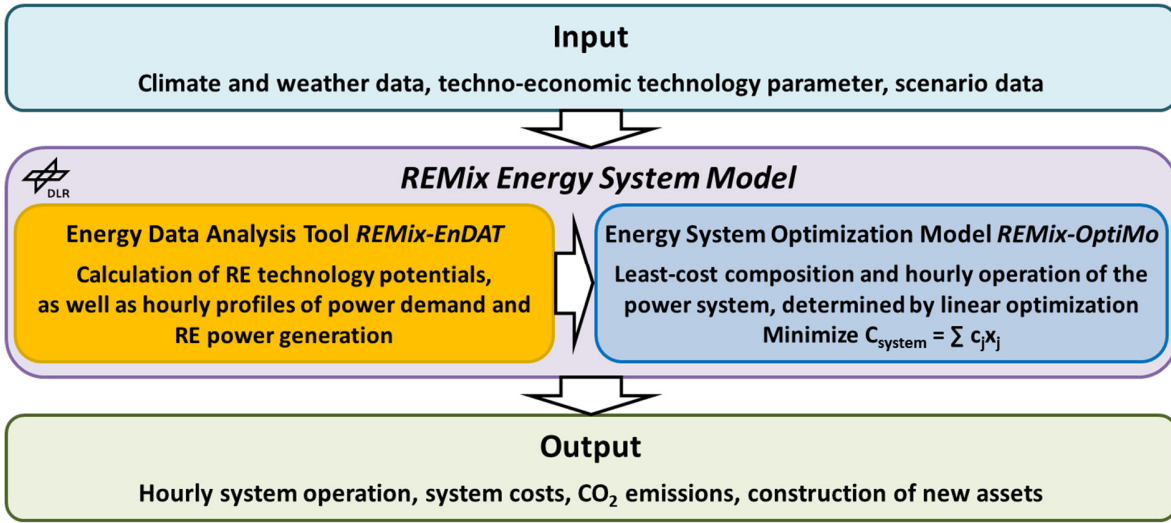 Input
Climate and weather data, techno-economic technology parameter, scenario data
DLR
REMix Energy System Model
Energy Data Analysis Tool REMix-EnDAT
Calculation of RE technology potentials,
as well as hourly profiles of power demand and
RE power generation
Energy System Optimization Model REMix-OptiMo
Least-cost composition and hourly operation of the
power system, determined by linear optimization
Minimize C_system = ∑ c_jx_j
Output
Hourly system operation, system costs, CO₂ emissions, construction of new assets